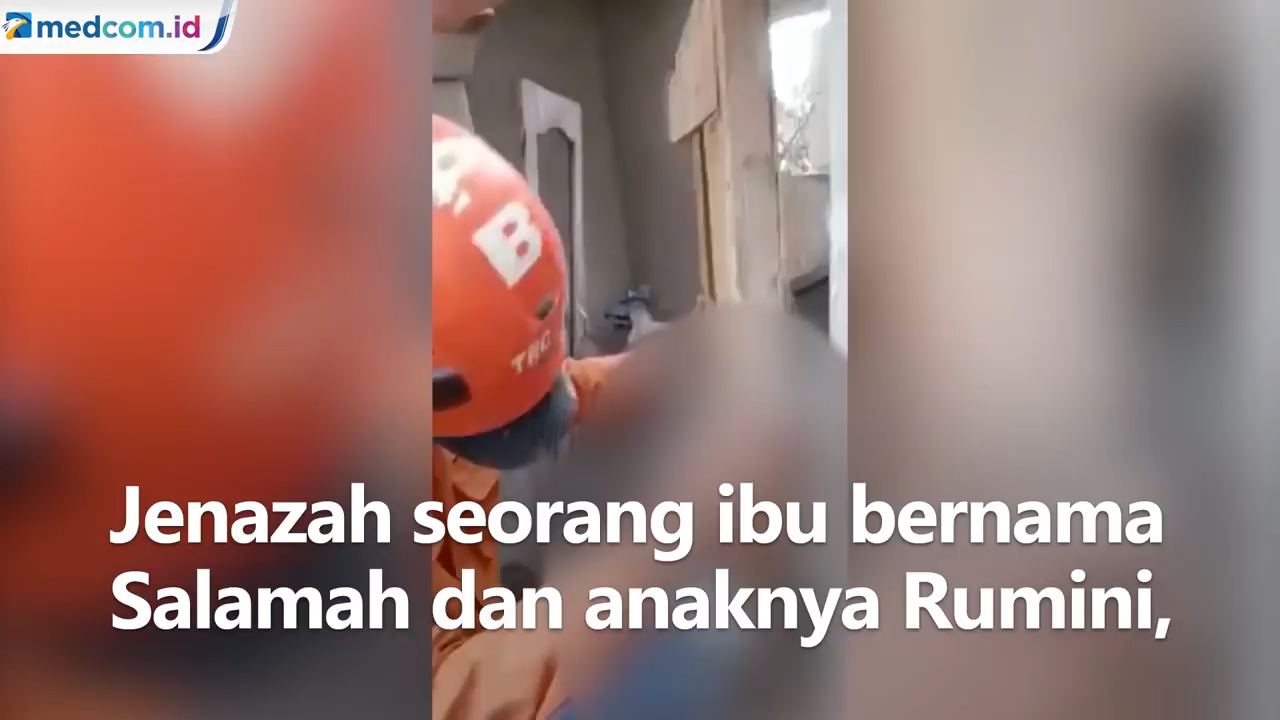 medcom.id
B
TRC
Jenazah seorang ibu bernama
Salamah dan anaknya Rumini,